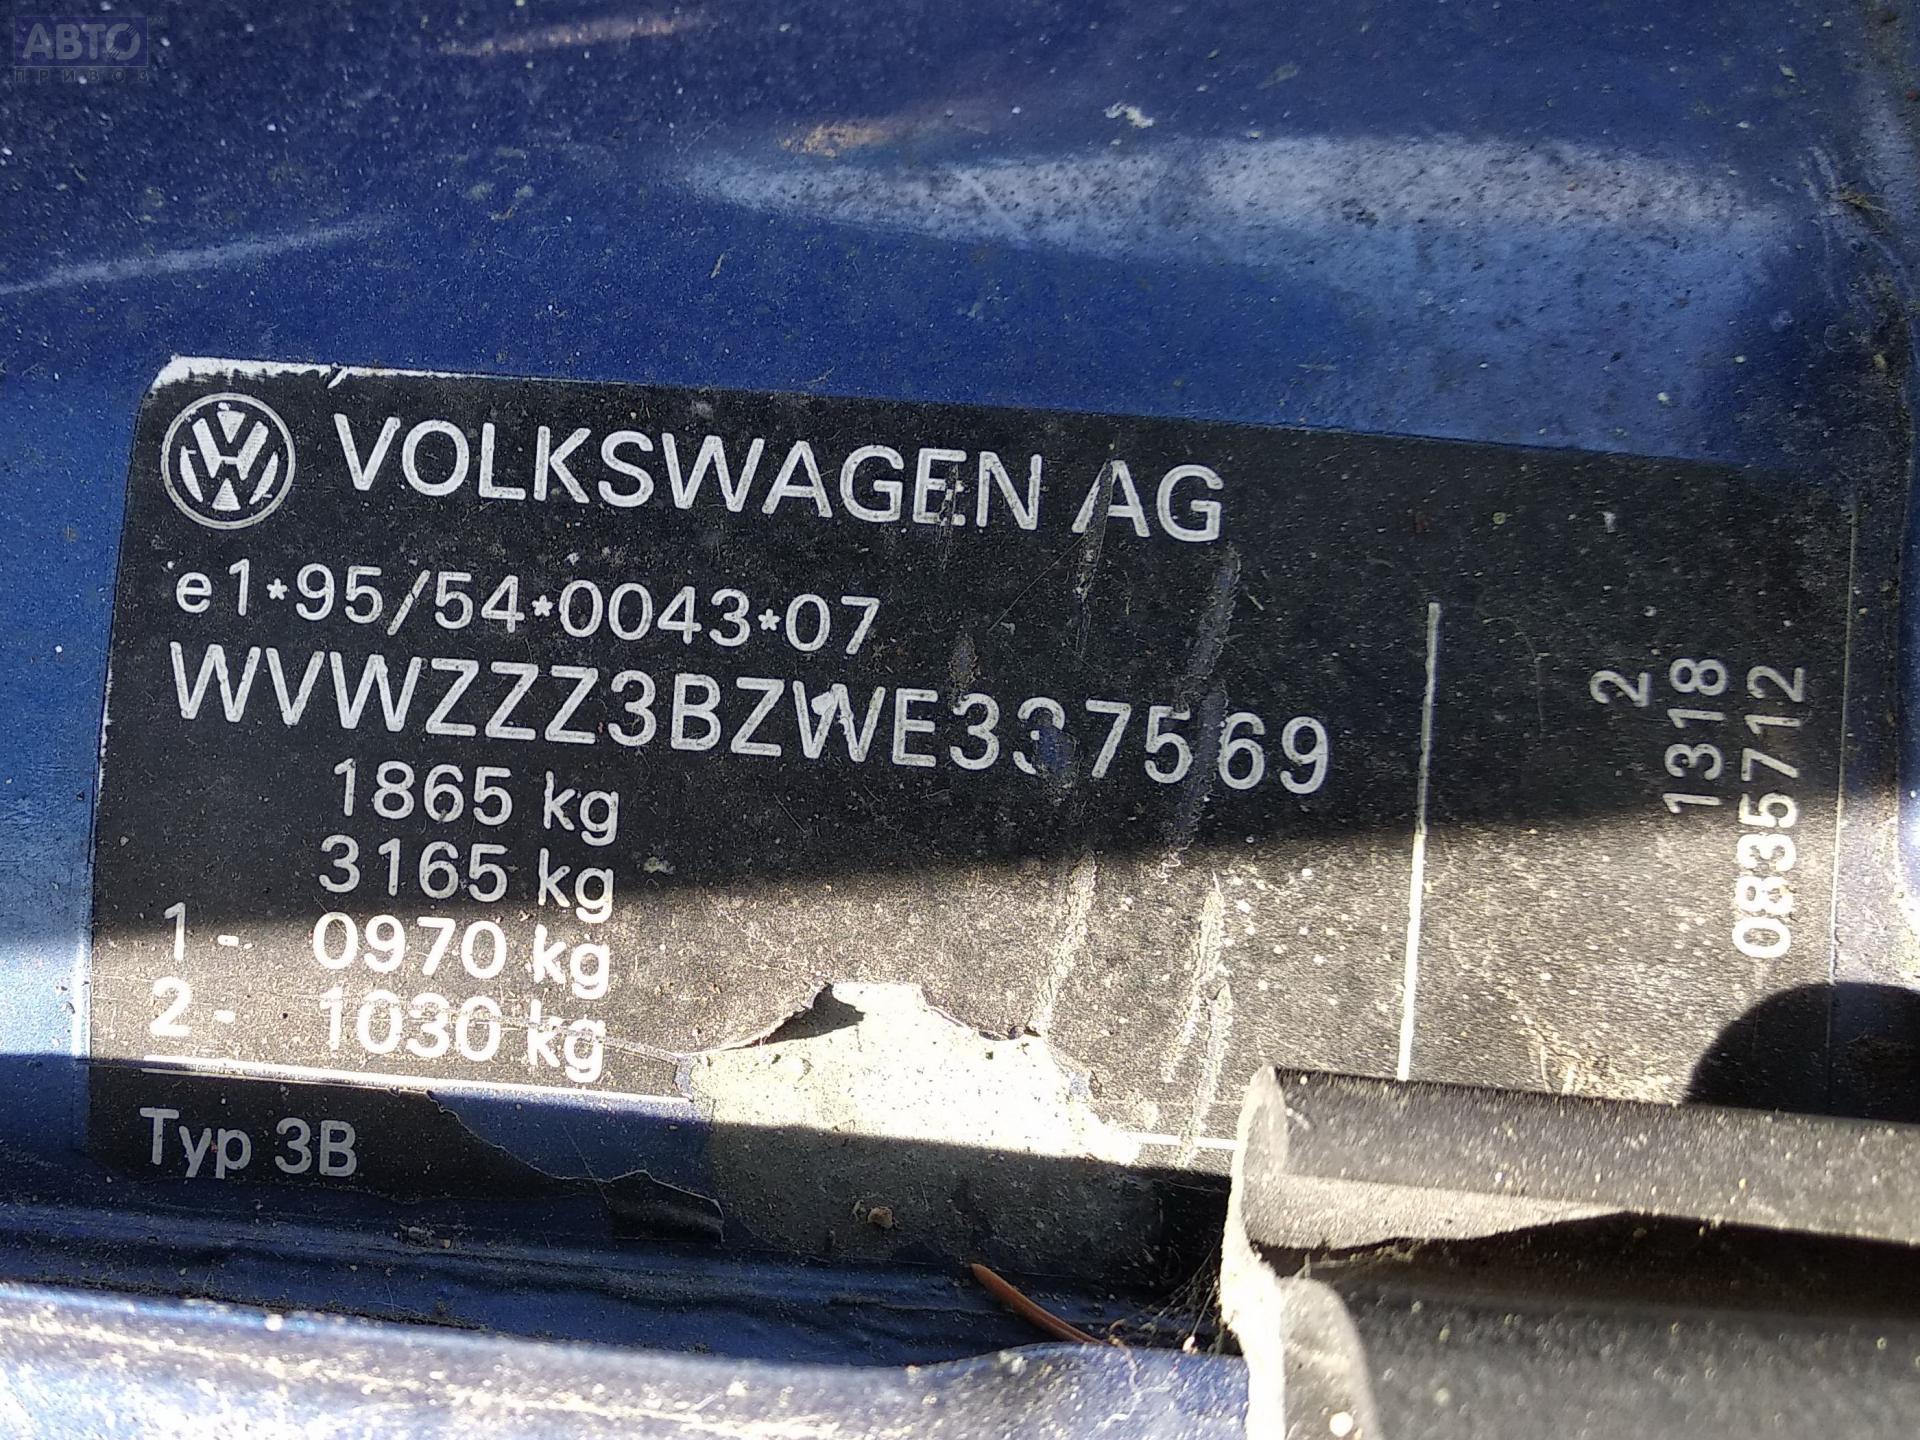 АВТО
ПРИВОЗ
VOLKSWAGEN AG
e1*95/54*0043*07
WVWZZZ3BZWE337569
1865 kg
3165 kg
1 - 0970 kg
2 - 1030 kg
Typ 3B
2
1318
0835712